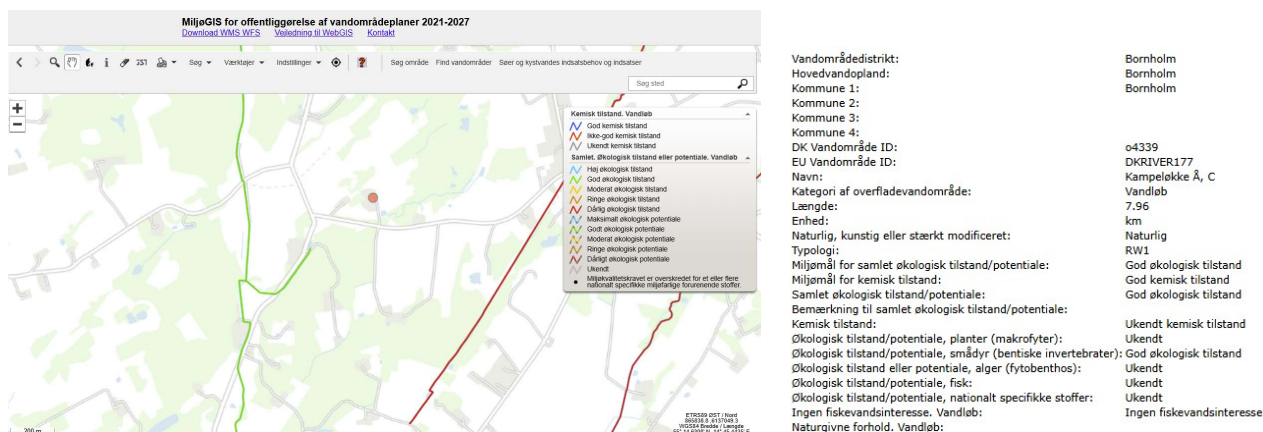 MiljøGIS for offentliggørelse af vandområdeplaner 2021-2027
Download WMS WFS Vejledning til WebGIS Kontakt
Søg Værktøjer Indstillinger Søg område Find vandområder Søer og kystvandes indsatsbehov og indsatser
Søg sted
+
−
Kemisk tilstand. Vandløb
God kemisk tilstand
Ikke-god kemisk tilstand
Ukendt kemisk tilstand
Samlet. Økologisk tilstand eller potentiale. Vandløb
Høj økologisk tilstand
God økologisk tilstand
Moderat økologisk tilstand
Ringe økologisk tilstand
Dårlig økologisk tilstand
Maksimalt økologisk potentiale
Godt økologisk potentiale
Moderat økologisk potentiale
Ringe økologisk potentiale
Dårligt økologisk potentiale
Ukendt
Miljøkvalitetskravet er overskredet for et eller flere
nationalt specifikke miljøfarlige forurenende stoffer.
ETRS89 ØST / Nord
WGS84 Bredde / Længde
200 m
Vandområdedistrikt: Bornholm
Hovedvandopland: Bornholm
Kommune 1: Bornholm
Kommune 2:
Kommune 3:
Kommune 4:
DK Vandområde ID: o4339
EU Vandområde ID: DKRIVER177
Navn: Kampeløkke Å, C
Kategori af overfladevandområde: Vandløb
Længde: 7.96
Enhed: km
Naturlig, kunstig eller stærkt modificeret: Naturlig
Typologi: RW1
Miljømål for samlet økologisk tilstand/potentiale: God økologisk tilstand
Miljømål for kemisk tilstand: God kemisk tilstand
Samlet økologisk tilstand/potentiale: God økologisk tilstand
Bemærkning til samlet økologisk tilstand/potentiale:
Kemisk tilstand: Ukendt kemisk tilstand
Økologisk tilstand/potentiale, planter (makrofyter): Ukendt
Økologisk tilstand/potentiale, smådyr (bentiske invertebrater): God økologisk tilstand
Økologisk tilstand eller potentiale, alger (fytobenthos): Ukendt
Økologisk tilstand/potentiale, fisk: Ukendt
Økologisk tilstand/potentiale, nationalt specifikke stoffer: Ukendt
Ingen fiskevandsinteresse. Vandløb: Ingen fiskevandsinteresse
Naturgivne forhold. Vandløb: